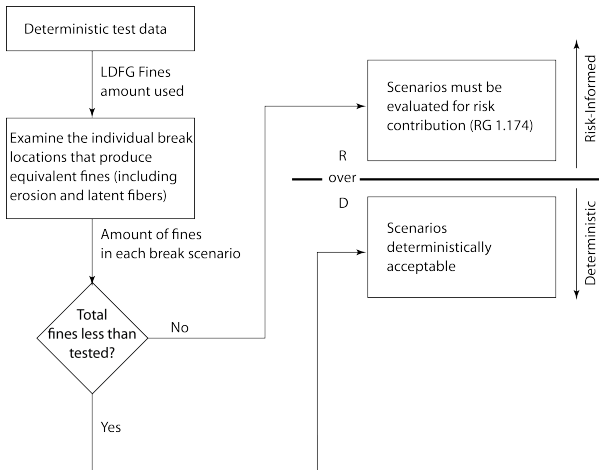 Deterministic test data
LDFG Fines
amount used
Examine the individual break
locations that produce
equivalent fines (including
erosion and latent fibers)
Amount of fines
in each break scenario
Total
fines less than
tested?
No
Yes
Scenarios must be
evaluated for risk
contribution (RG 1.174)
R
over
D
Scenarios
deterministically
acceptable
Risk-Informed
Deterministic